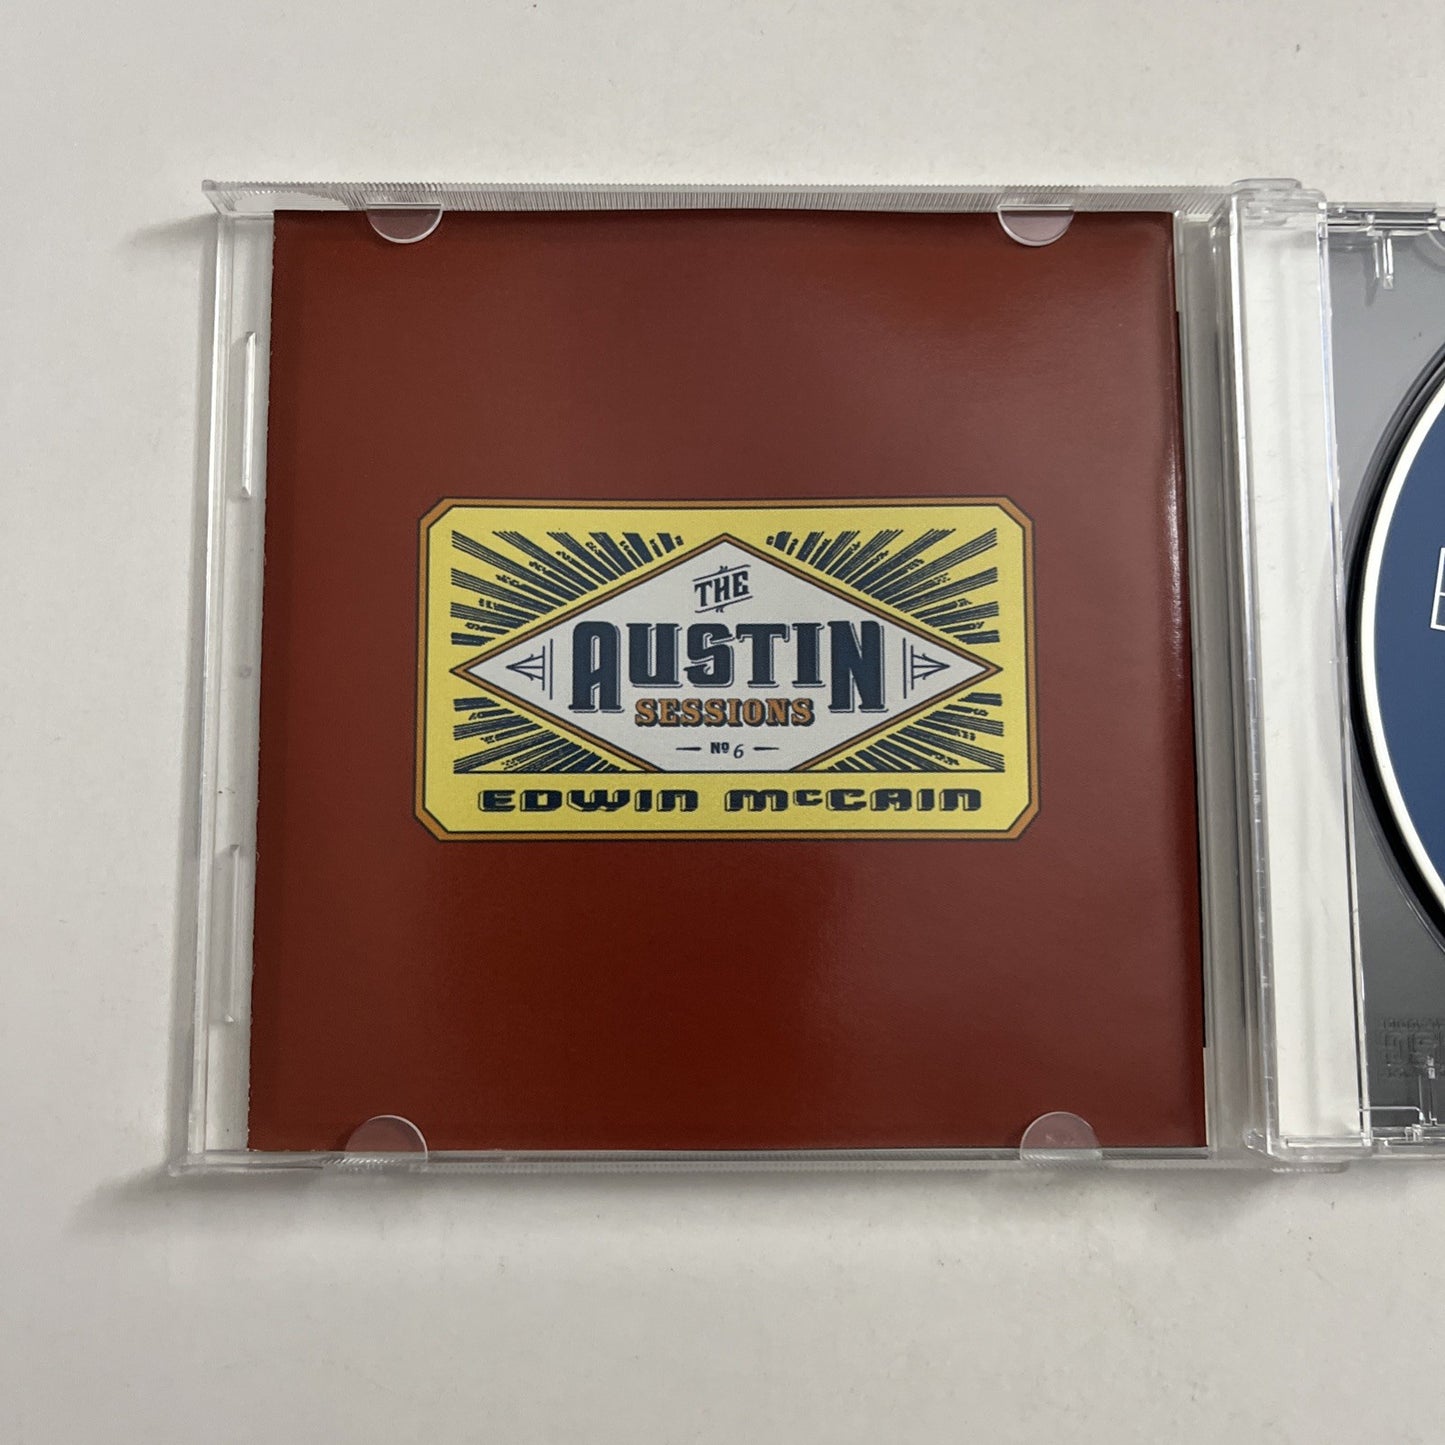 THE
AUSTIN
SESSIONS
Nº 6
EDWIN McCAIN